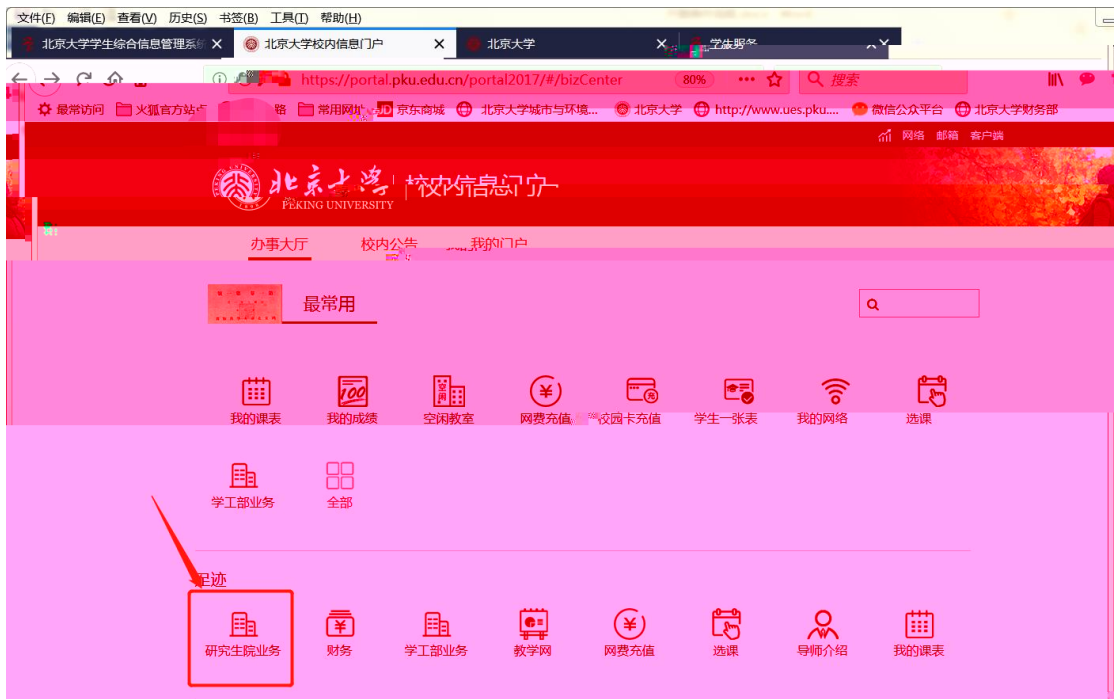 文件(F) 编辑(E) 查看(V) 历史(S) 书签(B) 工具(T) 帮助(H)
北京大学学生综合信息管理系统 北京大学校内信息门户 北京大学
https://portal.pku.edu.cn/portal2017/#/bizCenter 80% 搜索
最常访问 火狐官方站点 常用网址 JD 京东商城 北京大学城市与环境... 北京大学 http://www.ues.pku.... 微信公众平台 北京大学财务部
网络 邮箱 客户端
北京大学 校内信息门户
PEKING UNIVERSITY
办事大厅 校内公告 我的门户
最常用
我的课表 我的成绩 空闲教室 网费充值 校园卡充值 学生一张表 我的网络 选课
学工部业务 全部
足迹
研究生院业务 财务 学工部业务 教学网 网费充值 选课 导师介绍 我的课表